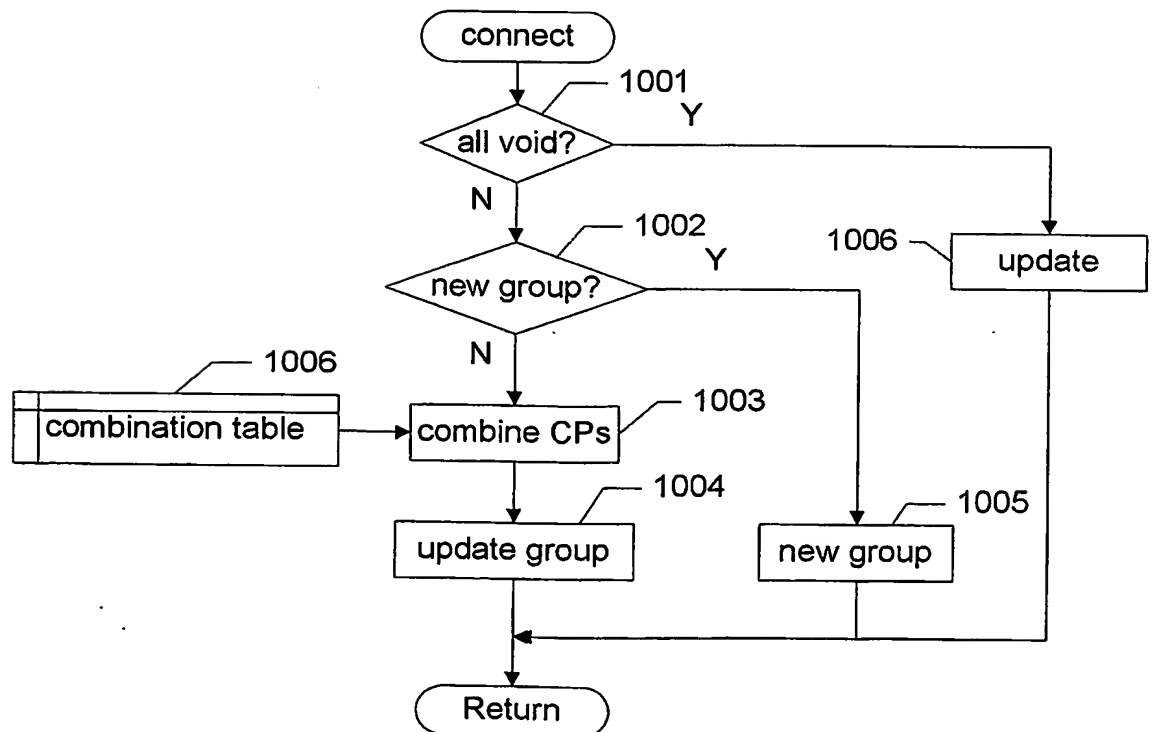 connect
1001
all void?
Y
N
1002
new group?
Y
1006
update
N
1006
combination table
combine CPs
1003
1004
update group
1005
new group
Return